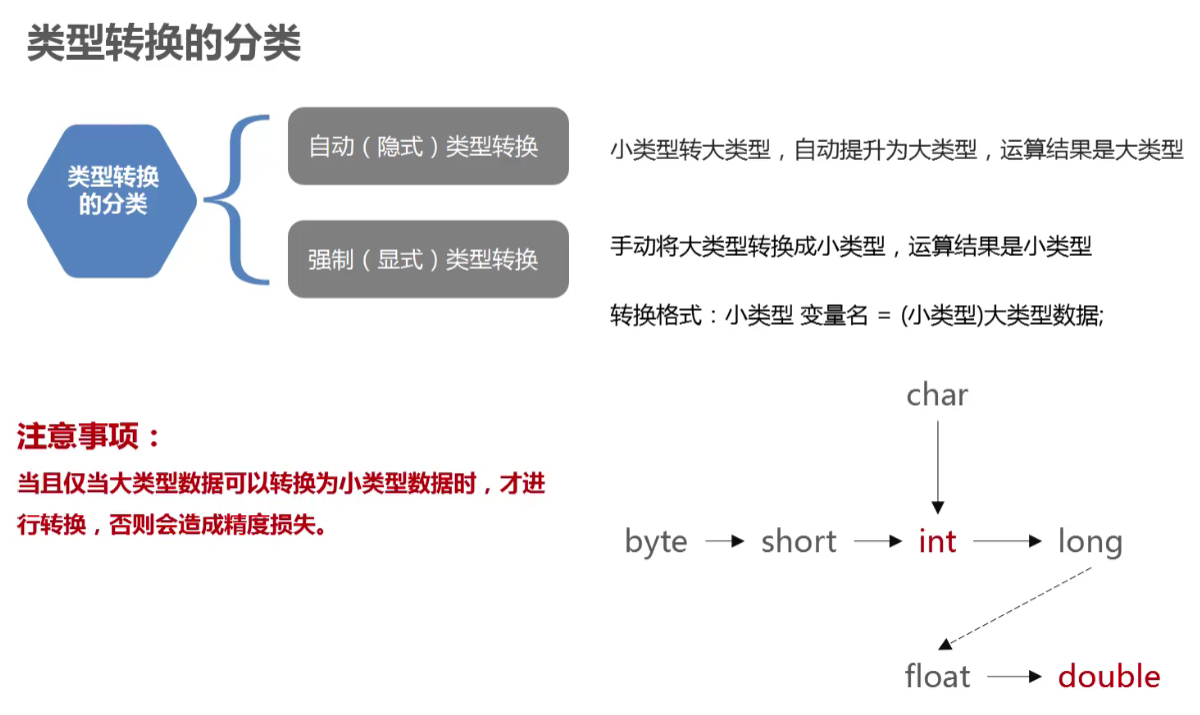 类型转换的分类
类型转换
的分类
自动（隐式）类型转换
小类型转大类型，自动提升为大类型，运算结果是大类型
强制（显式）类型转换
手动将大类型转换成小类型，运算结果是小类型
转换格式：小类型 变量名 = (小类型)大类型数据;
注意事项：
当且仅当大类型数据可以转换为小类型数据时，才进
行转换，否则会造成精度损失。
char
byte short int long
float double